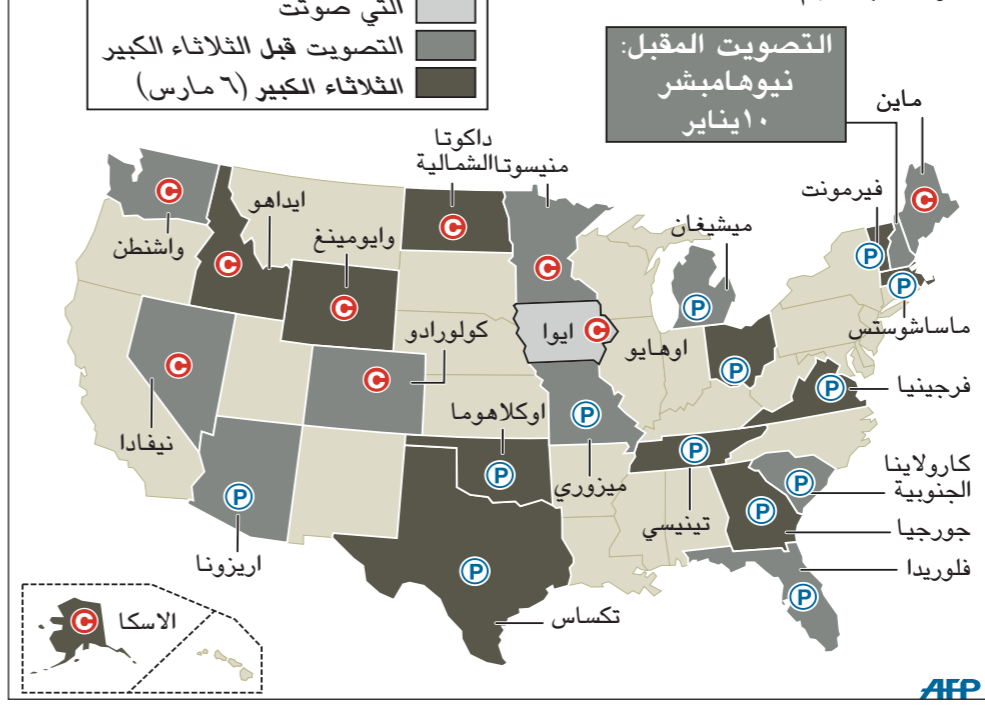 التي صوتت
التصويت قبل الثلاثاء الكبير
الثلاثاء الكبير (٦ مارس)
التصويت المقبل:
نيوهامبشر
١٠يناير
ماين
داكوتا
الشمالية
منيسوتا
فيرمونت
ميشيغان
ايداهو
وايومينغ
واشنطن
C
C
C
C
C
C
P
P
P
C
ماساشوستس
كولورادو
ايوا
C
اوهايو
C
C
P
P
فرجينيا
نيفادا
اوكلاهوما
P
P
P
ميزوري
كارولاينا
الجنوبية
P
P
P
تينيسي
جورجيا
اريزونا
فلوريدا
P
P
تكساس
الاسكا
C
AFP